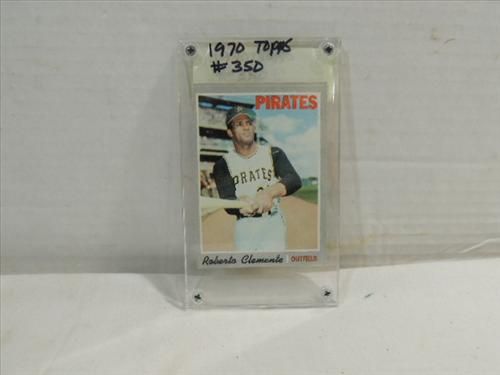 1970 TOPPS
#350
PIRATES
PIRATES
Roberto Clemente OUTFIELD